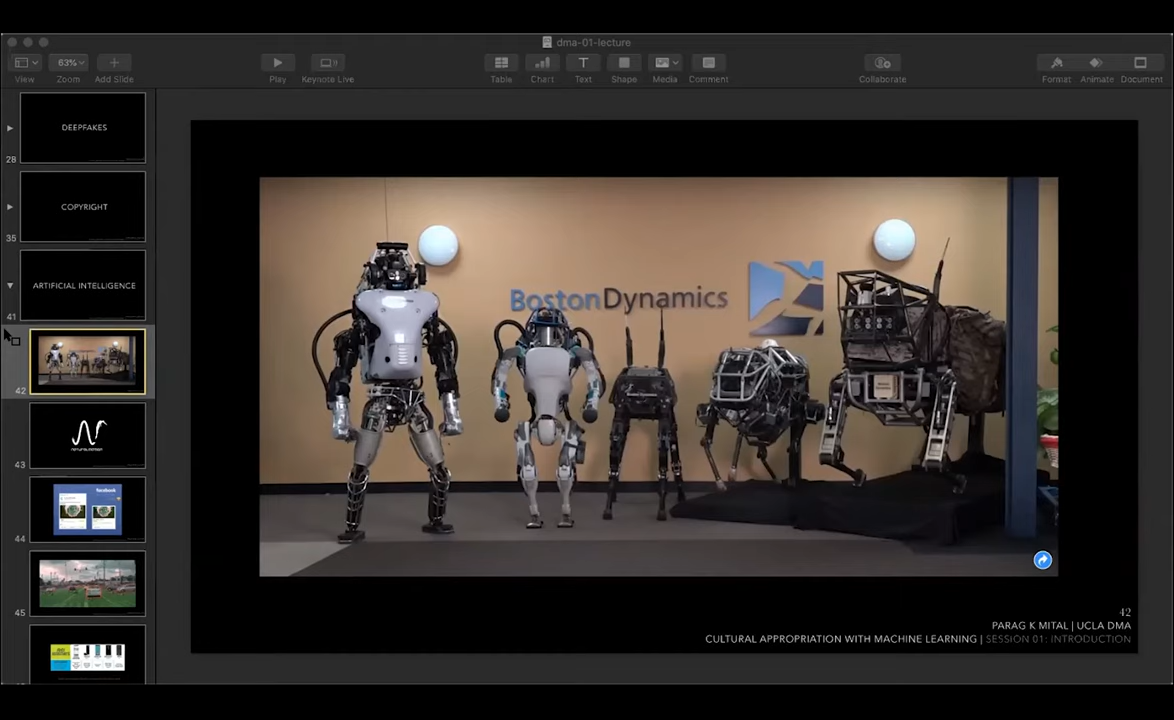 dma-01-lecture
63%
View
Zoom
Add Slide
Play
Keynote Live
Table
Chart
Text
Shape
Media
Comment
Collaborate
Format
Animate
Document
DEEPFAKES
28
COPYRIGHT
35
ARTIFICIAL INTELLIGENCE
41
42
43
facebook
44
45
BostonDynamics
42
PARAG K MITAL | UCLA DMA
CULTURAL APPROPRIATION WITH MACHINE LEARNING | SESSION 01: INTRODUCTION